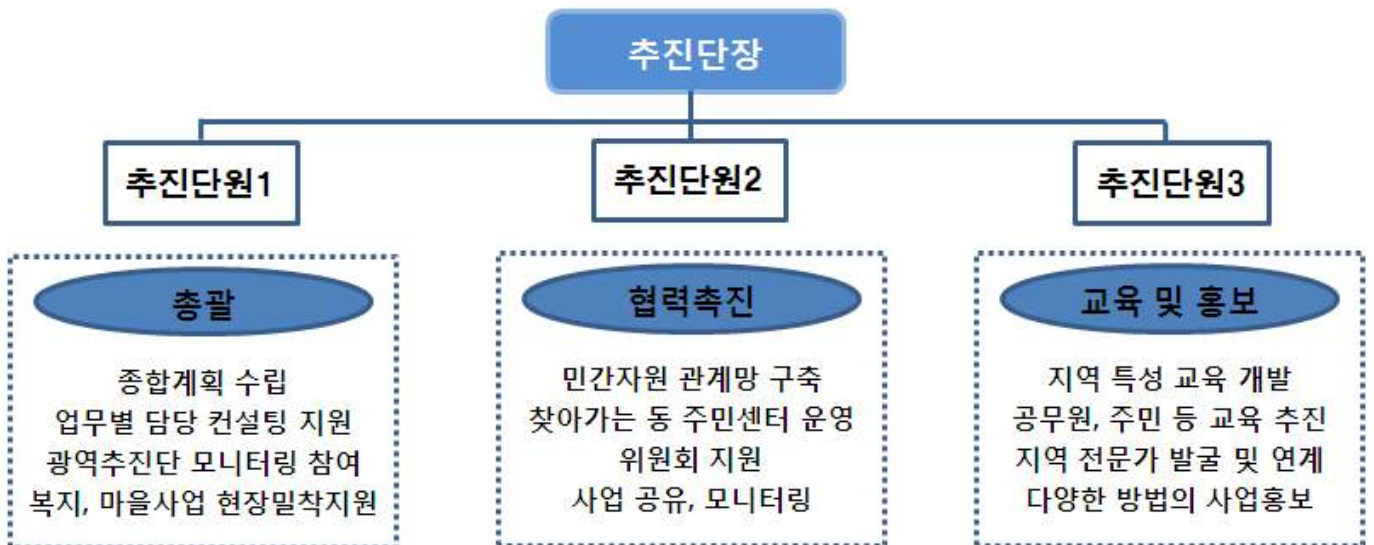 추진단장
추진단원1
추진단원2
추진단원3
총괄
종합계획 수립
업무별 담당 컨설팅 지원
광역추진단 모니터링 참여
복지, 마을사업 현장밀착지원
협력촉진
민간자원 관계망 구축
찾아가는 동 주민센터 운영
위원회 지원
사업 공유, 모니터링
교육 및 홍보
지역 특성 교육 개발
공무원, 주민 등 교육 추진
지역 전문가 발굴 및 연계
다양한 방법의 사업홍보